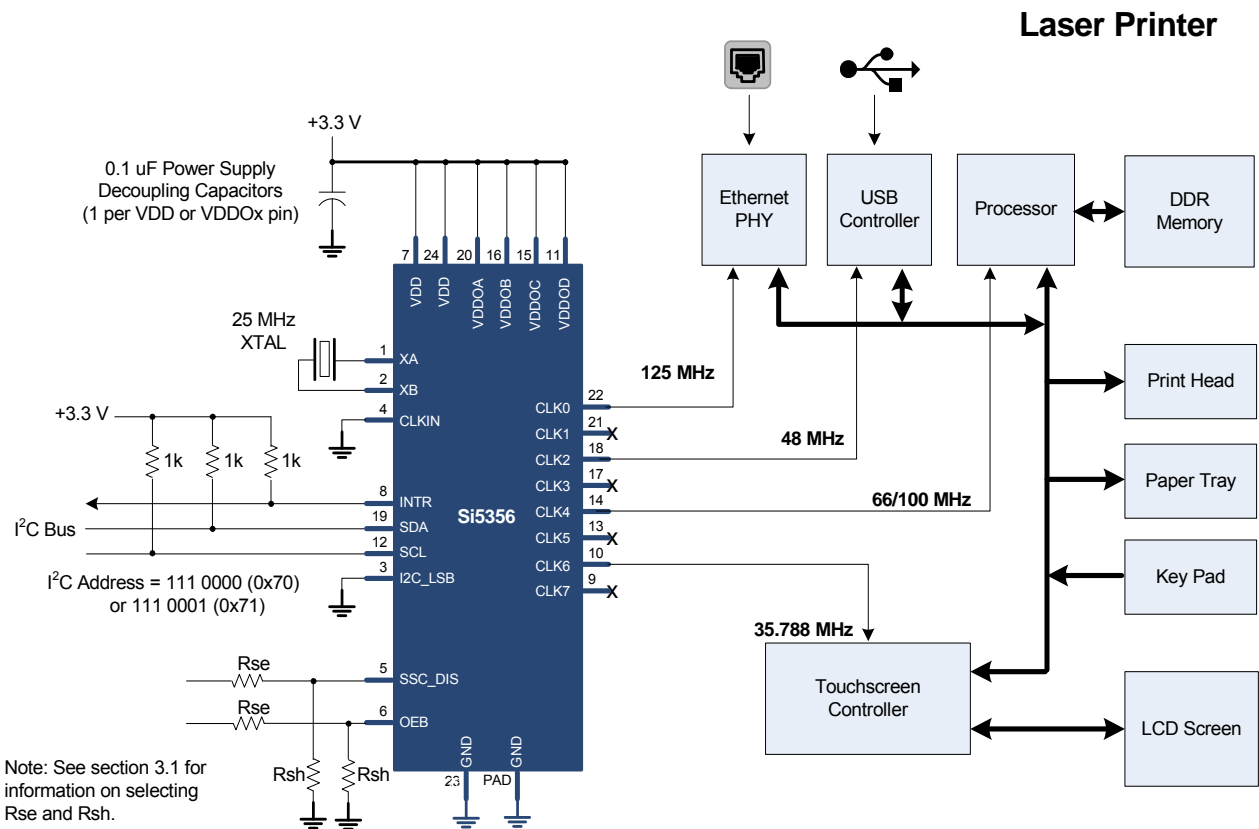 Laser Printer
+3.3 V
0.1 uF Power Supply
Decoupling Capacitors
(1 per VDD or VDDOx pin)
7
24
20
16
15
11
VDD
VDD
VDDOA
VDDOB
VDDOC
VDDOD
Ethernet
PHY
USB
Controller
Processor
DDR
Memory
25 MHz
XTAL
1
XA
2
XB
4
CLKIN
+3.3 V
1k
1k
1k
8
INTR
19
SDA
12
SCL
3
I2C_LSB
I²C Bus
I²C Address = 111 0000 (0x70)
or 111 0001 (0x71)
Si5356
CLK0
22
CLK1
21
X
CLK2
18
CLK3
17
X
CLK4
14
CLK5
13
X
CLK6
10
CLK7
9
X
125 MHz
48 MHz
66/100 MHz
35.788 MHz
Print Head
Paper Tray
Key Pad
Touchscreen
Controller
LCD Screen
Rse
5
SSC_DIS
Rse
6
OEB
Rsh
Rsh
GND
GND
23
PAD
Note: See section 3.1 for
information on selecting
Rse and Rsh.